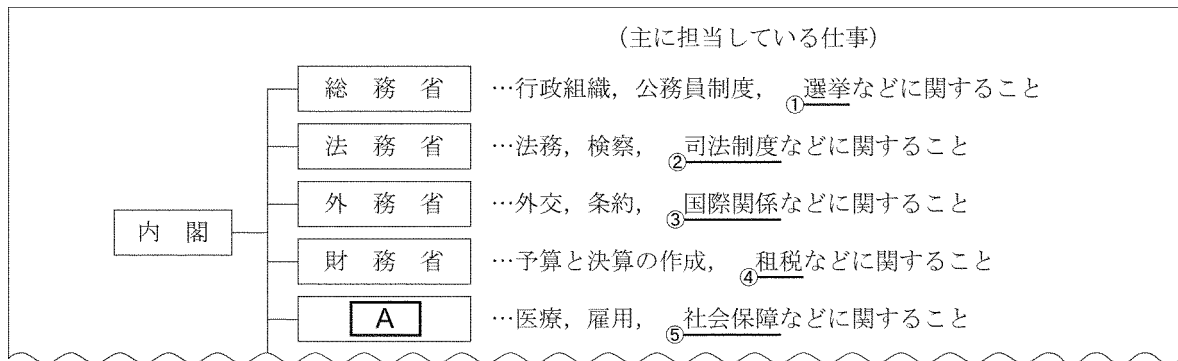 (主に担当している仕事)
総務省 …行政組織,公務員制度,①選挙などに関すること
法務省 …法務,検察,②司法制度などに関すること
外務省 …外交,条約,③国際関係などに関すること
内閣
財務省 …予算と決算の作成,④租税などに関すること
A …医療,雇用,⑤社会保障などに関すること